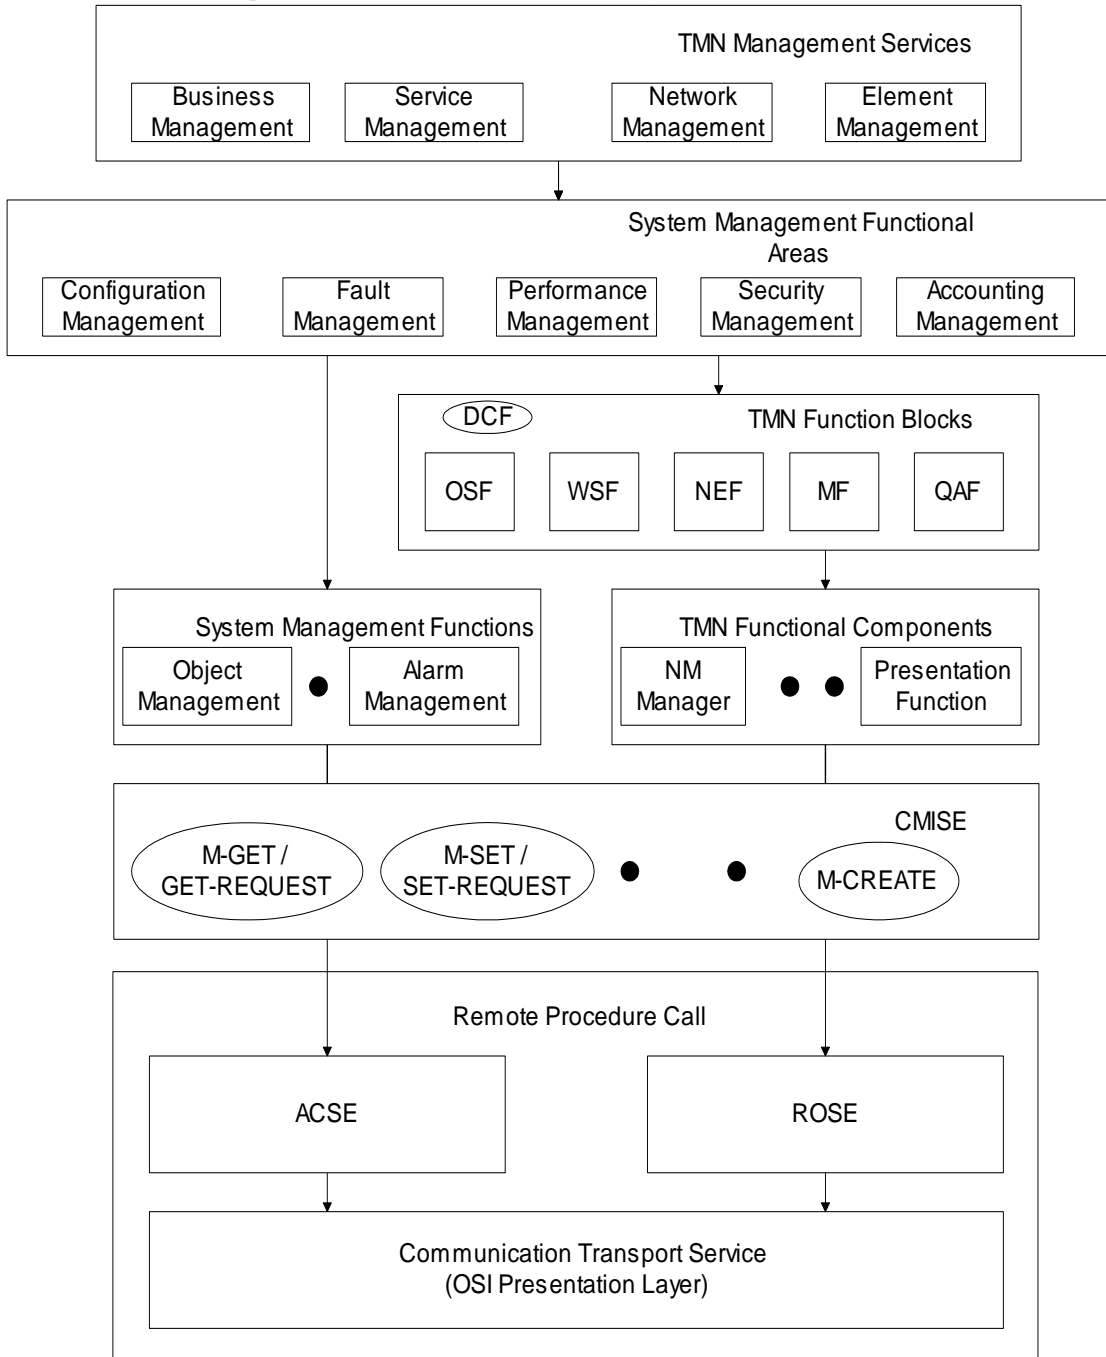 TMN Management Services
Business
Management
Service
Management
Network
Management
Element
Management
System Management Functional
Areas
Configuration
Management
Fault
Management
Performance
Management
Security
Management
Accounting
Management
DCF
TMN Function Blocks
OSF
WSF
NEF
MF
QAF
System Management Functions
Object
Management
Alarm
Management
TMN Functional Components
NM
Manager
Presentation
Function
CMISE
M-GET /
GET-REQUEST
M-SET /
SET-REQUEST
M-CREATE
Remote Procedure Call
ACSE
ROSE
Communication Transport Service
(OSI Presentation Layer)